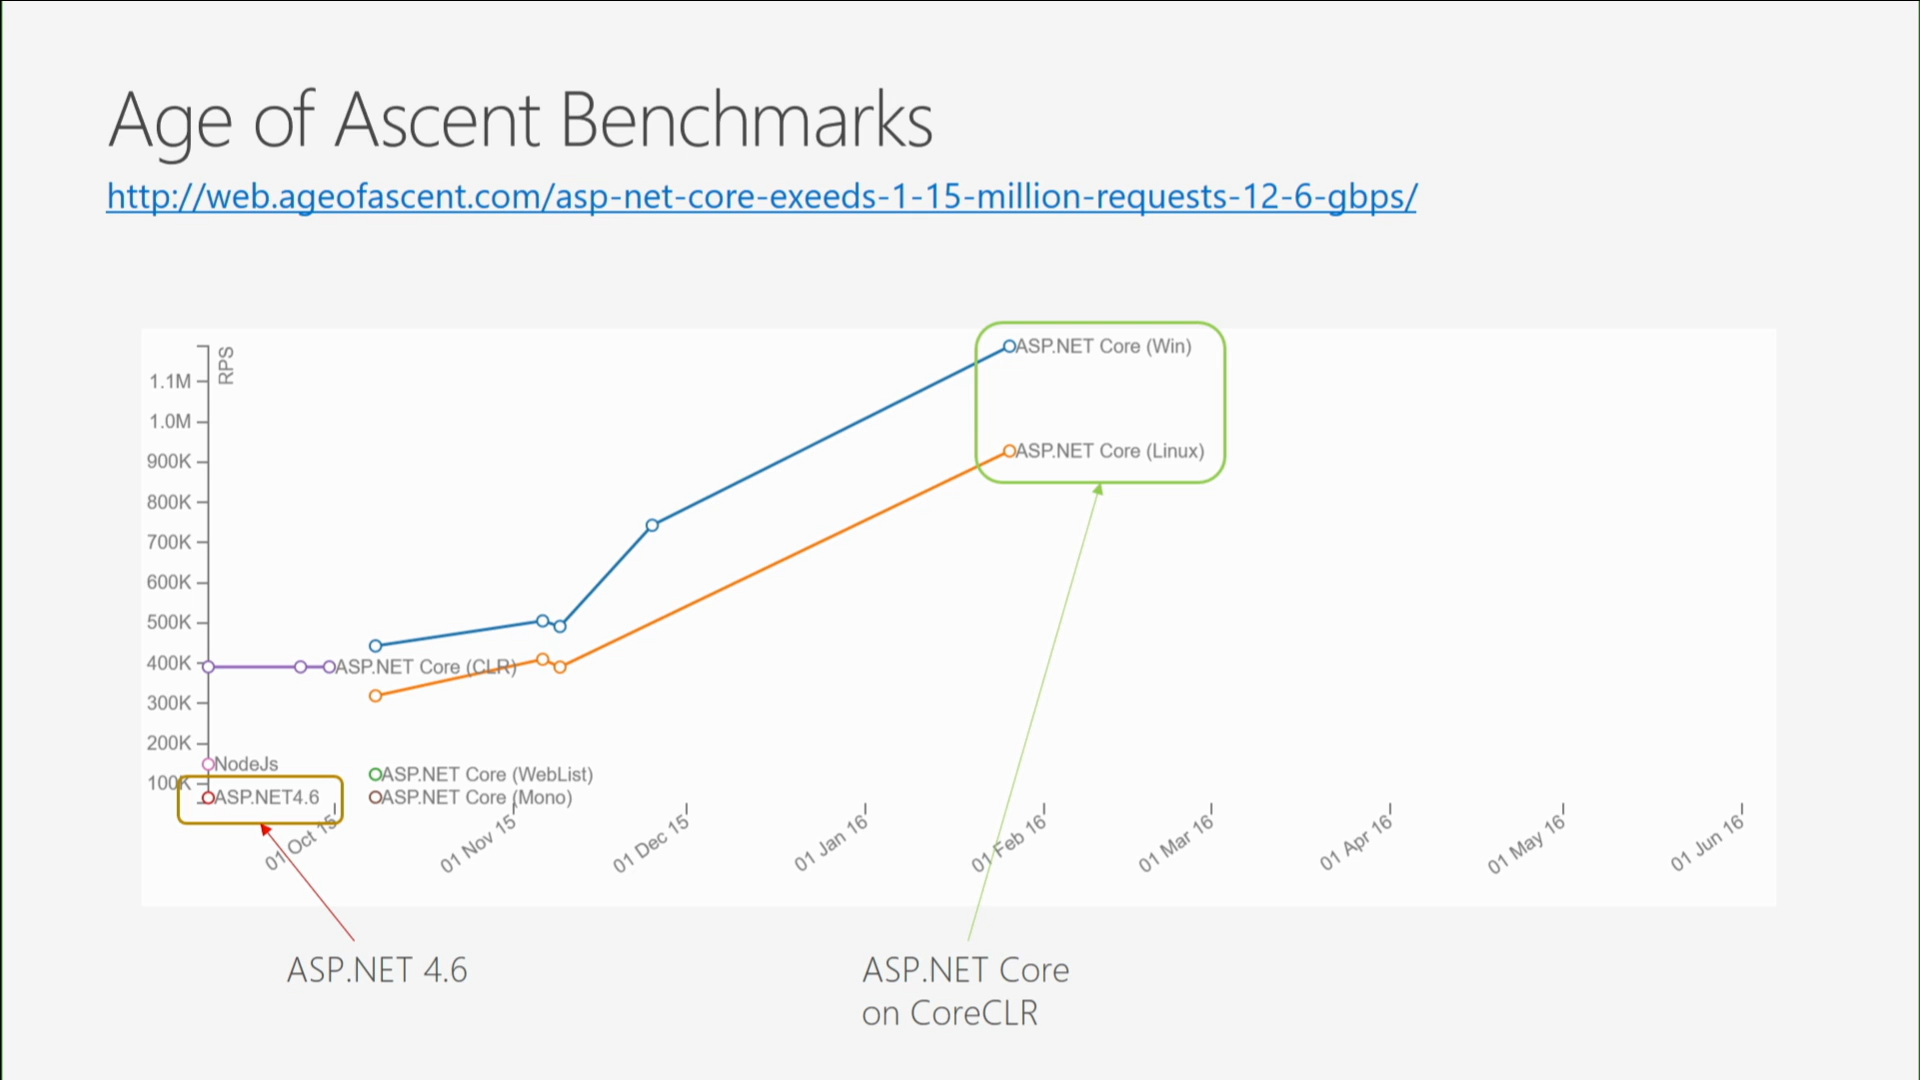 Age of Ascent Benchmarks
http://web.ageofascent.com/asp-net-core-exeeds-1-15-million-requests-12-6-gbps/
RPS
1.1M
1.0M
900K
800K
700K
600K
500K
400K
300K
200K
100K
ASP.NET Core (Win)
ASP.NET Core (Linux)
ASP.NET Core (CLR)
NodeJs
ASP.NET4.6
ASP.NET Core (WebList)
ASP.NET Core (Mono)
01 Oct 15
01 Nov 15
01 Dec 15
01 Jan 16
01 Feb 16
01 Mar 16
01 Apr 16
01 May 16
01 Jun 16
ASP.NET 4.6
ASP.NET Core
on CoreCLR